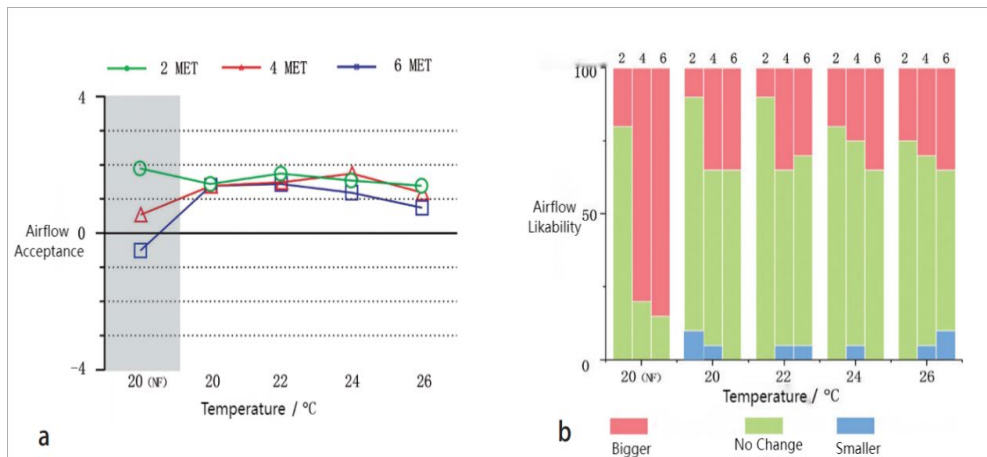 2 MET 4 MET 6 MET
4
Airflow
Acceptance
0
-4
20 (NF) 20 22 24 26
Temperature / °C
a
2 4 6 2 4 6 2 4 6 2 4 6 2 4 6
100
Airflow
Likability
50
0
20 (NF) 20 22 24 26
Temperature / °C
b
Bigger No Change Smaller